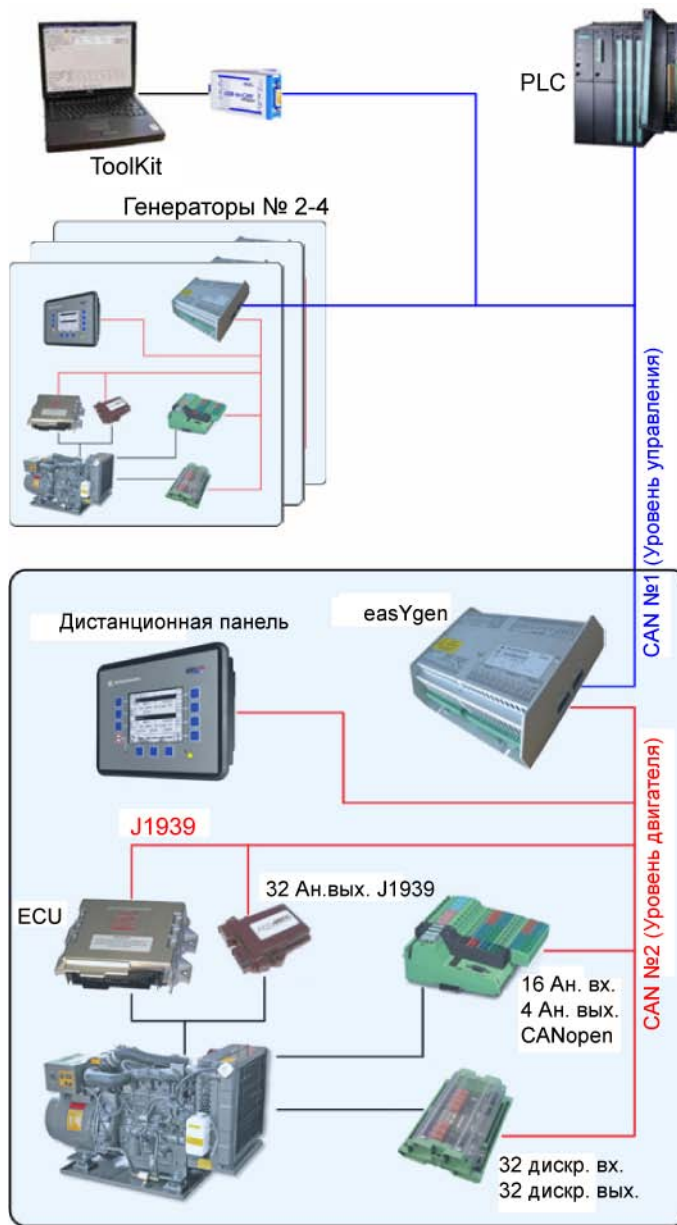 PLC
ToolKit
Генераторы № 2-4
CAN №1 (Уровень управления)
Дистанционная панель
easYgen
CAN №2 (Уровень двигателя)
J1939
ECU
32 Ан.вых. J1939
16 Ан. вх.
4 Ан. вых.
CANopen
32 дискр. вх.
32 дискр. вых.